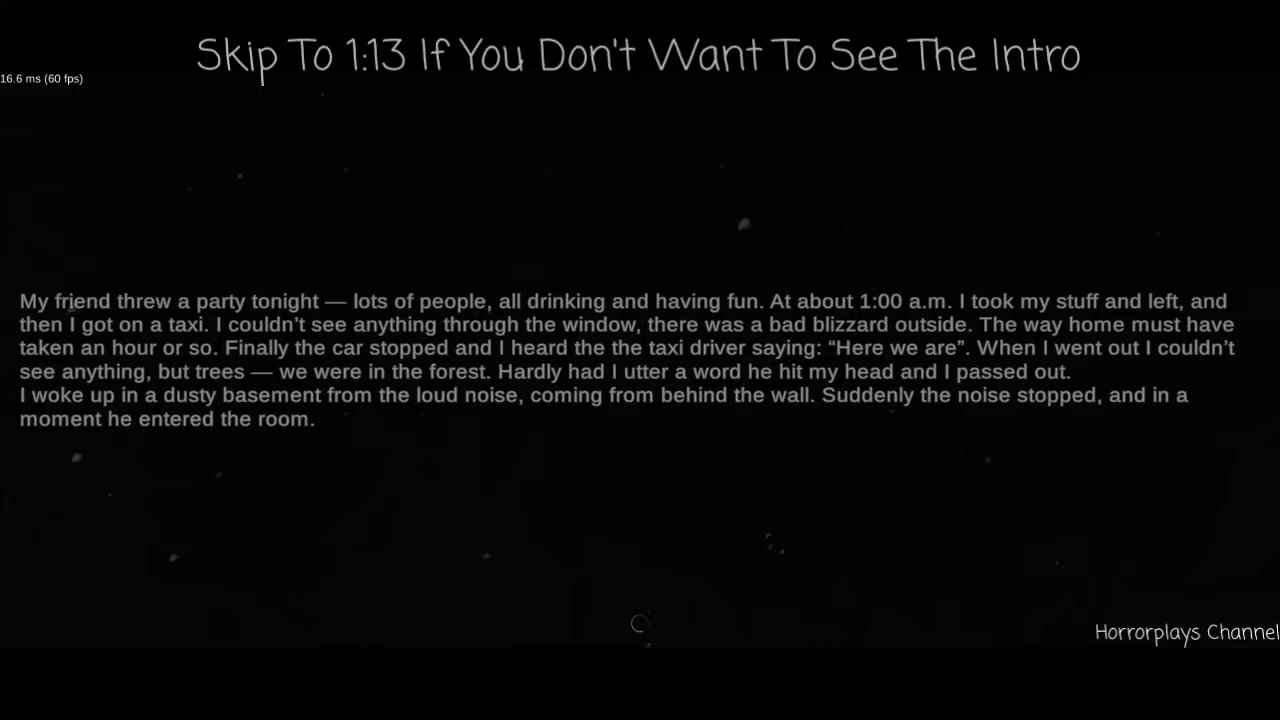 Skip To 1:13 If You Don't Want To See The Intro
16.6 ms (60 fps)
My friend threw a party tonight — lots of people, all drinking and having fun. At about 1:00 a.m. I took my stuff and left, and
then I got on a taxi. I couldn’t see anything through the window, there was a bad blizzard outside. The way home must have
taken an hour or so. Finally the car stopped and I heard the the taxi driver saying: “Here we are”. When I went out I couldn’t
see anything, but trees — we were in the forest. Hardly had I utter a word he hit my head and I passed out.
I woke up in a dusty basement from the loud noise, coming from behind the wall. Suddenly the noise stopped, and in a
moment he entered the room.
Horrorplays Channel